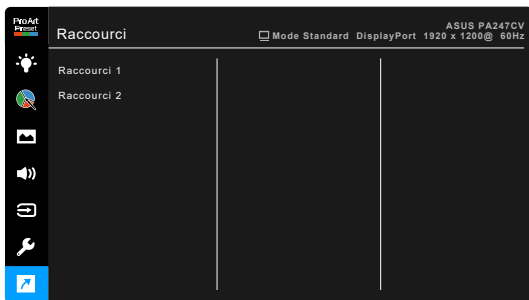 ProArt
Preset
Raccourci
ASUS PA247CV
Mode Standard DisplayPort 1920 x 1200@ 60Hz
Raccourci 1
Raccourci 2